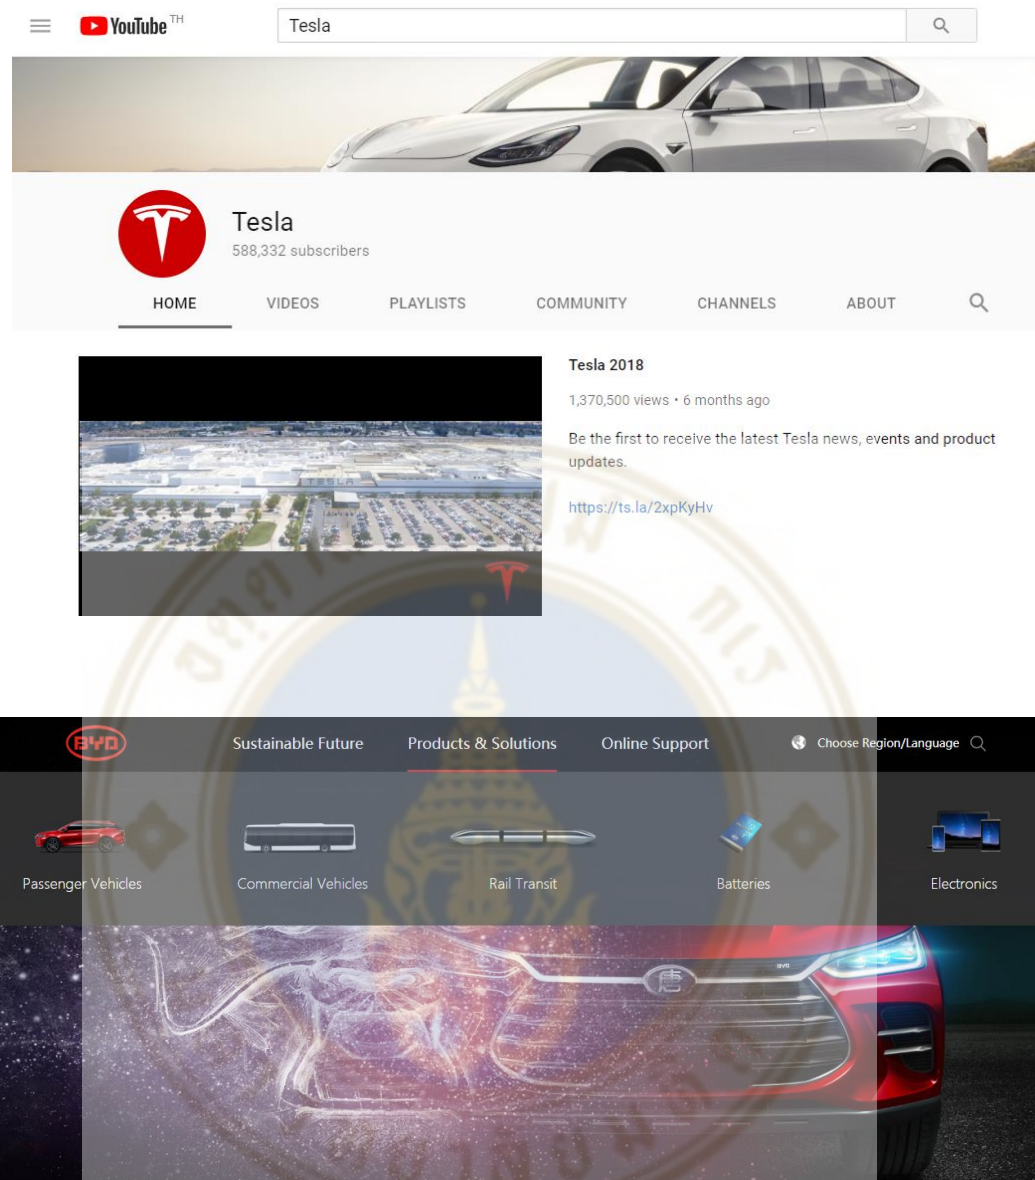 YouTube TH
Tesla
Tesla
588,332 subscribers
HOME VIDEOS PLAYLISTS COMMUNITY CHANNELS ABOUT
Tesla 2018
1,370,500 views • 6 months ago
Be the first to receive the latest Tesla news, events and product
updates.
https://ts.la/2xpKyHv
TESLA
BYD Sustainable Future Products & Solutions Online Support Choose Region/Language
Passenger Vehicles Commercial Vehicles Rail Transit Batteries Electronics
唐
BYD